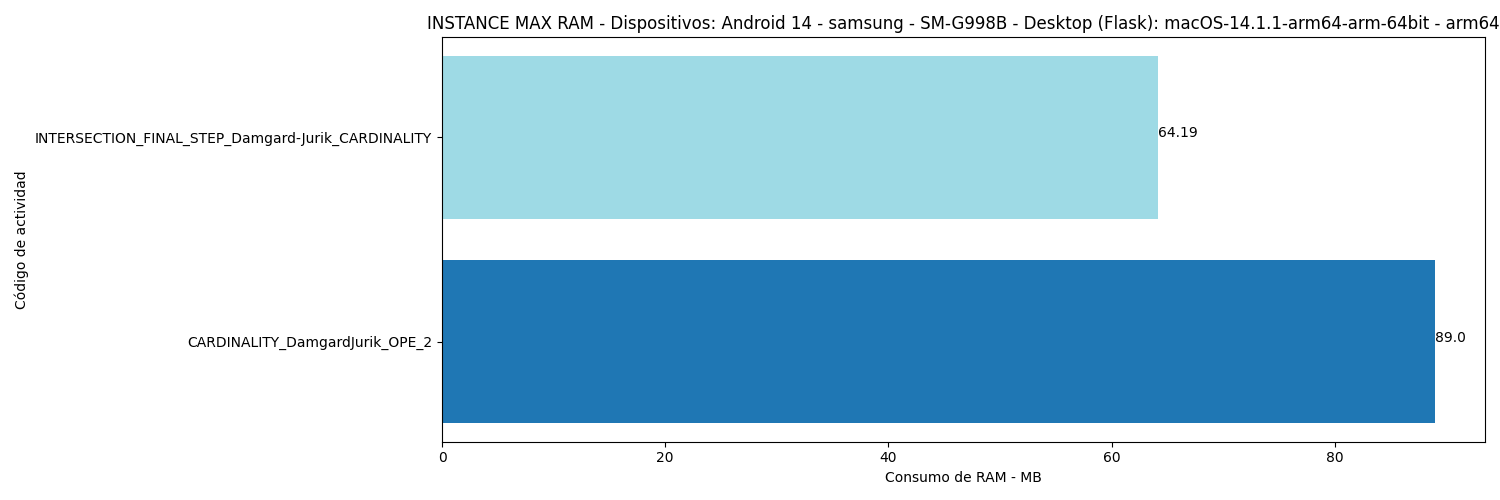 INSTANCE MAX RAM - Dispositivos: Android 14 - samsung - SM-G998B - Desktop (Flask): macOS-14.1.1-arm64-arm-64bit - arm64
Código de actividad
INTERSECTION_FINAL_STEP_Damgard-Jurik_CARDINALITY
64.19
CARDINALITY_DamgardJurik_OPE_2
89.0
0 20 40 60 80
Consumo de RAM - MB